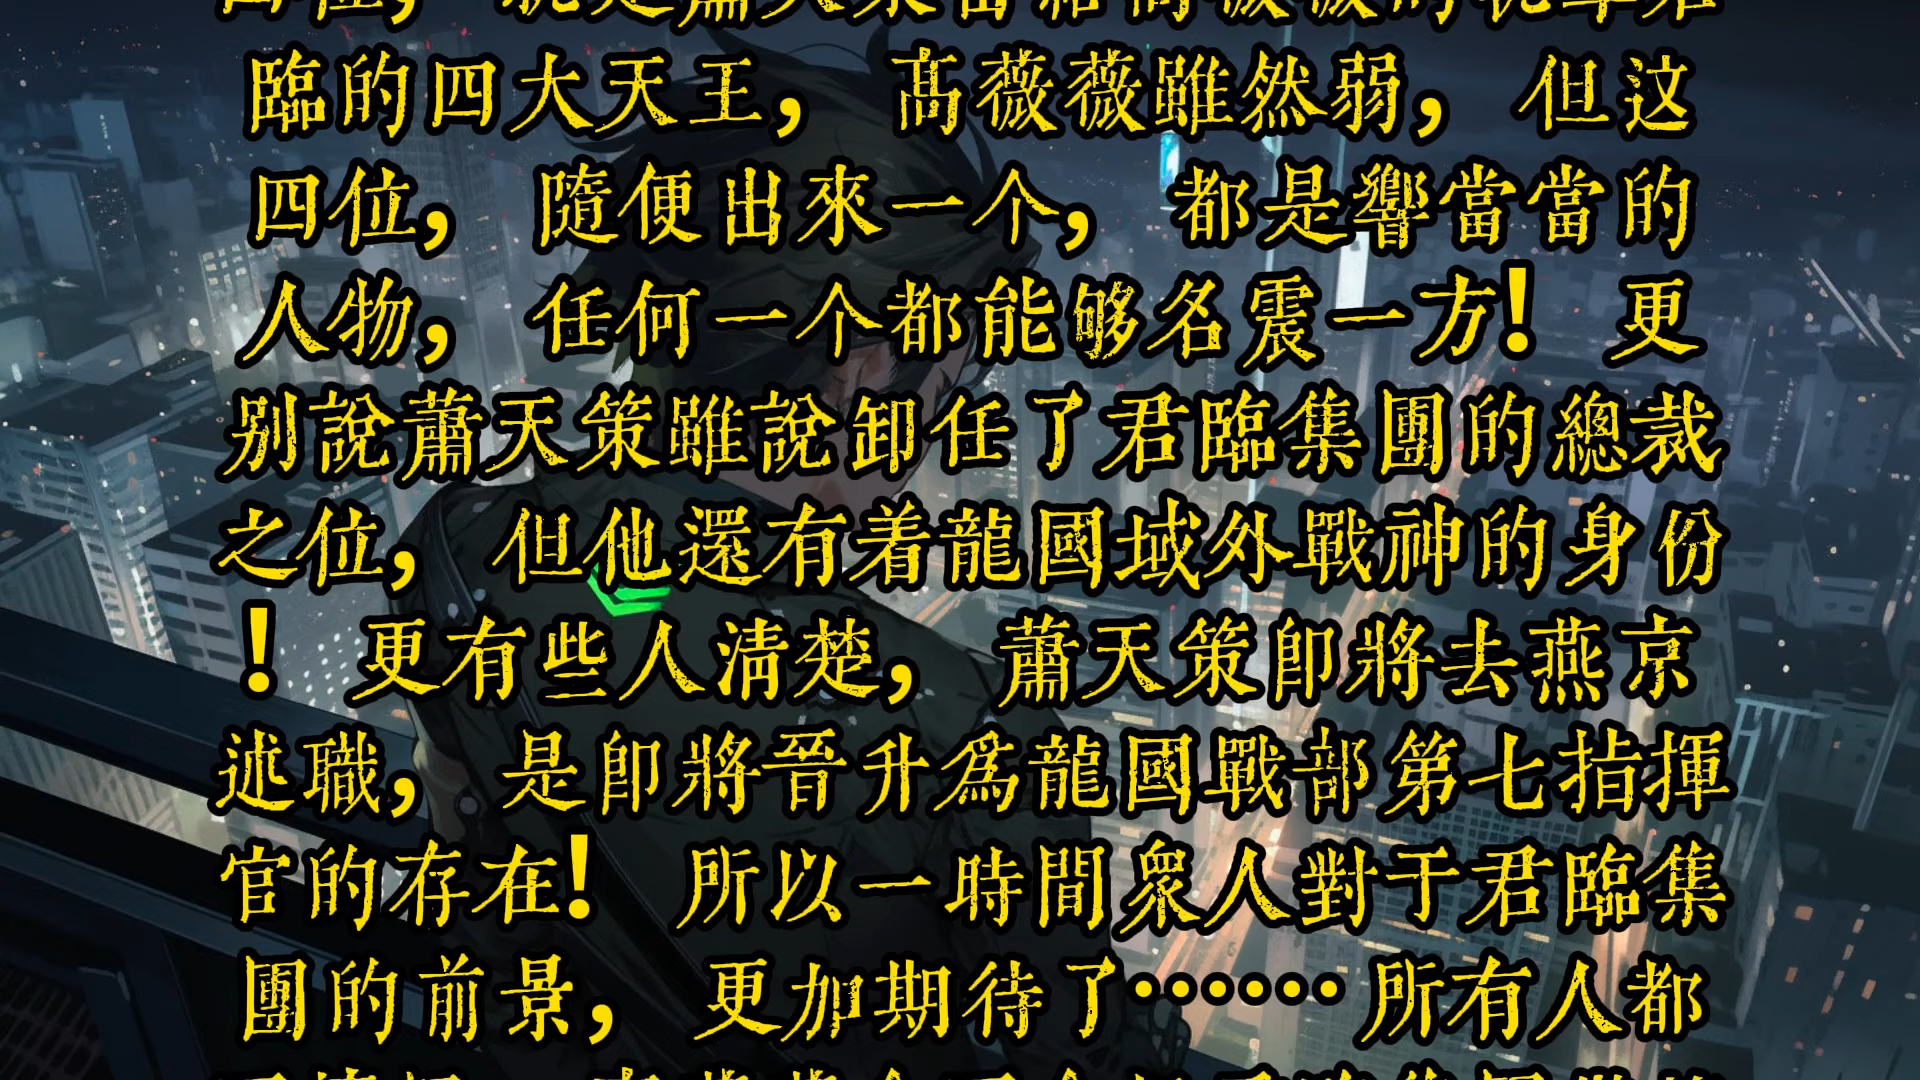 臨的四大天王，高薇薇雖然弱，但这
四位，隨便出來一个，都是響當當的
人物，任何一个都能够名震一方！更
别說蕭天策雖說卸任了君臨集團的總裁
之位，但他還有着龍國域外戰神的身份
！更有些人清楚，蕭天策即將去燕京
述職，是即將晉升爲龍國戰部第七指揮
官的存在！所以一時間衆人對于君臨集
團的前景，更加期待了……所有人都